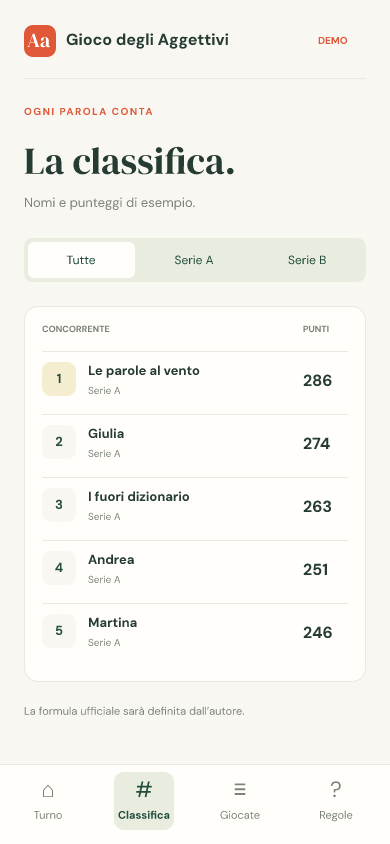 Aa Gioco degli Aggettivi DEMO
OGNI PAROLA CONTA
La classifica.
Nomi e punteggi di esempio.
Tutte Serie A Serie B
CONCORRENTE PUNTI
1 Le parole al vento 286
Serie A
2 Giulia 274
Serie A
3 I fuori dizionario 263
Serie A
4 Andrea 251
Serie A
5 Martina 246
Serie A
La formula ufficiale sarà definita dall'autore.
# ?
Turno Classifica Giocate Regole